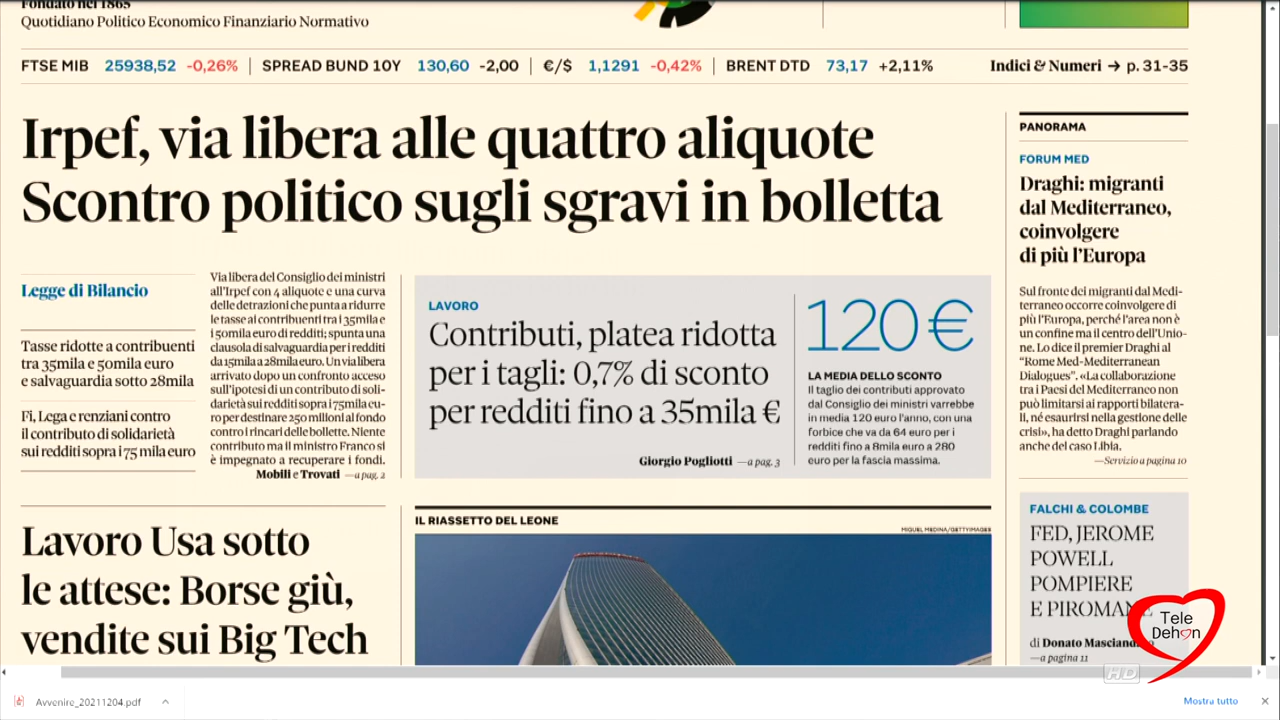 Fondato nel 1865
Quotidiano Politico Economico Finanziario Normativo
FTSE MIB 25938,52 -0,26% | SPREAD BUND 10Y 130,60 -2,00 | €/$ 1,1291 -0,42% | BRENT DTD 73,17 +2,11% Indici & Numeri → p. 31-35
Irpef, via libera alle quattro aliquote
Scontro politico sugli sgravi in bolletta
Legge di Bilancio
Tasse ridotte a contribuenti
tra 35mila e 50mila euro
e salvaguardia sotto 28mila
Fi, Lega e renziani contro
il contributo di solidarietà
sui redditi sopra i 75 mila euro
Via libera del Consiglio dei ministri
all'Irpef con 4 aliquote e una curva
delle detrazioni che punta a ridurre
le tasse ai contribuenti tra i 35mila e
i 50mila euro di redditi; spunta una
clausola di salvaguardia per i redditi
da 15mila a 28mila euro. Un via libera
arrivato dopo un confronto acceso
sull'ipotesi di un contributo di soli-
darietà sui redditi sopra i 75mila eu-
ro per destinare 250 milioni al fondo
contro i rincari delle bollette. Niente
contributo ma il ministro Franco si
è impegnato a recuperare i fondi.
Mobili e Trovati —a pag. 2
LAVORO
Contributi, platea ridotta
per i tagli: 0,7% di sconto
per redditi fino a 35mila €
Giorgio Pogliotti —a pag. 3
120 €
LA MEDIA DELLO SCONTO
Il taglio dei contributi approvato
dal Consiglio dei ministri varrebbe
in media 120 euro l'anno, con una
forbice che va da 64 euro per i
redditi fino a 8mila euro a 280
euro per la fascia massima.
PANORAMA
FORUM MED
Draghi: migranti
dal Mediterraneo,
coinvolgere
di più l'Europa
Sul fronte dei migranti dal Medi-
terraneo occorre coinvolgere di
più l'Europa, perché l'area non è
un confine ma il centro dell'Unio-
ne. Lo dice il premier Draghi al
“Rome Med-Mediterranean
Dialogues”. «La collaborazione
tra i Paesi del Mediterraneo non
può limitarsi ai rapporti bilatera-
li, né esaurirsi nella gestione delle
crisi», ha detto Draghi parlando
anche del caso Libia.
—Servizio a pagina 10
FALCHI & COLOMBE
FED, JEROME
POWELL
POMPIERE
E PIROMANE
di Donato Masciand
—a pagina 11
Lavoro Usa sotto
le attese: Borse giù,
vendite sui Big Tech
IL RIASSETTO DEL LEONE
MIGUEL MEDINA/GETTYIMAGES
Tele
Dehon
HD
Avvenire_20211204.pdf
Mostra tutto